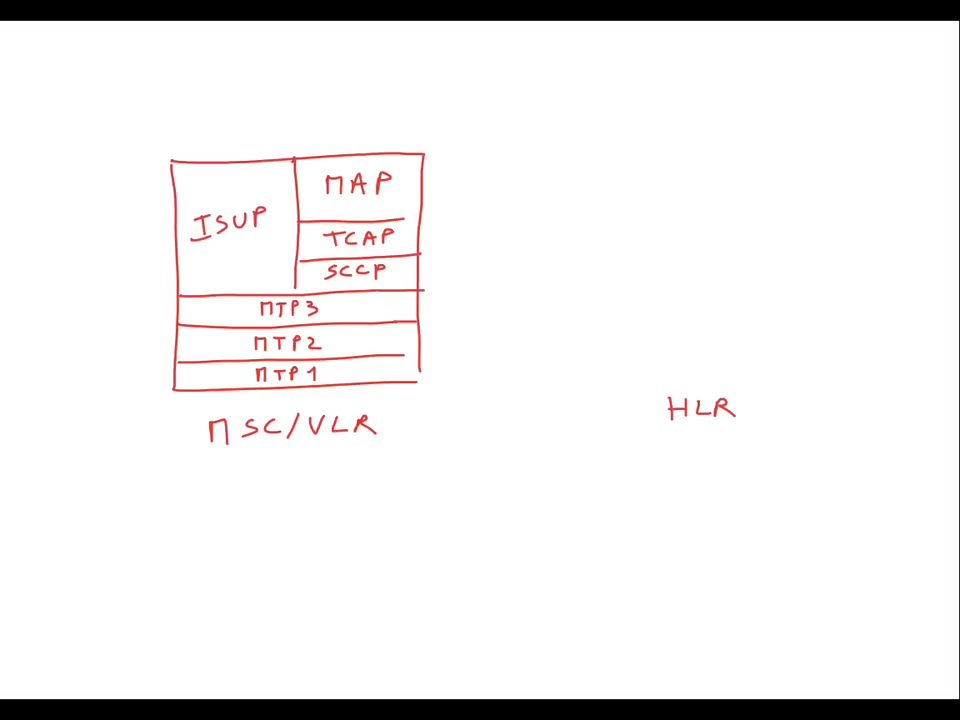 MAP
ISUP
TCAP
SCCP
MTP3
MTP2
MTP1
MSC/VLR
HLR